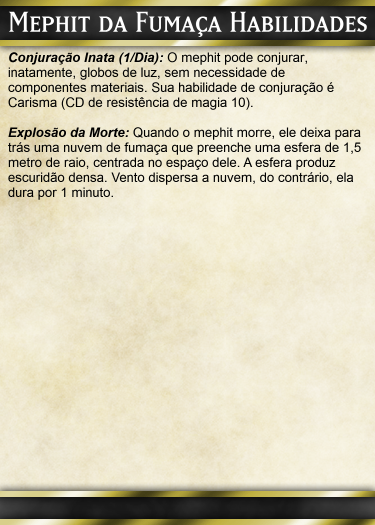 Mephit da Fumaça Habilidades
Conjuração Inata (1/Dia): O mephit pode conjurar,
inatamente, globos de luz, sem necessidade de
componentes materiais. Sua habilidade de conjuração é
Carisma (CD de resistência de magia 10).
Explosão da Morte: Quando o mephit morre, ele deixa para
trás uma nuvem de fumaça que preenche uma esfera de 1,5
metro de raio, centrada no espaço dele. A esfera produz
escuridão densa. Vento dispersa a nuvem, do contrário, ela
dura por 1 minuto.